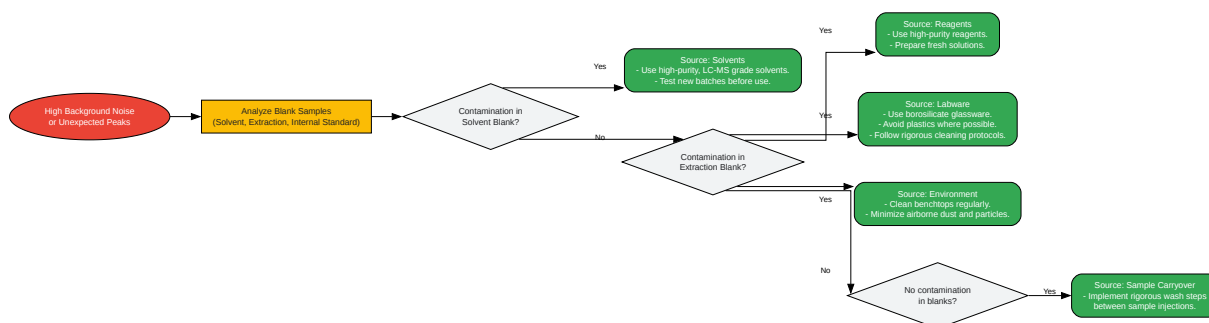 High Background Noise
or Unexpected Peaks
Analyze Blank Samples
(Solvent, Extraction, Internal Standard)
Contamination in
Solvent Blank?
Yes
Source: Solvents
- Use high-purity, LC-MS grade solvents.
- Test new batches before use.
No
Contamination in
Extraction Blank?
Yes
Source: Reagents
- Use high-purity reagents.
- Prepare fresh solutions.
Yes
Source: Labware
- Use borosilicate glassware.
- Avoid plastics where possible.
- Follow rigorous cleaning protocols.
Yes
Source: Environment
- Clean benchtops regularly.
- Minimize airborne dust and particles.
No
No contamination
in blanks?
Yes
Source: Sample Carryover
- Implement rigorous wash steps
between sample injections.